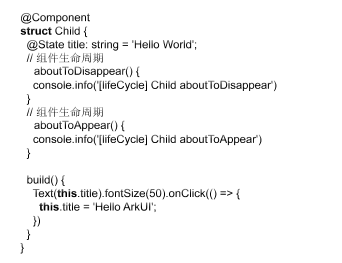 @Component
struct Child {
@State title: string = 'Hello World';
// 组件生命周期
aboutToDisappear() {
console.info('[lifeCycle] Child aboutToDisappear')
}
// 组件生命周期
aboutToAppear() {
console.info('[lifeCycle] Child aboutToAppear')
}
build() {
Text(this.title).fontSize(50).onClick(() => {
this.title = 'Hello ArkUI';
})
}
}